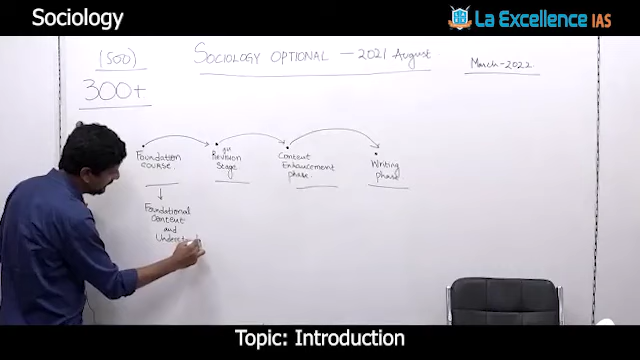 Sociology
La Excellence IAS
(500)
300+
SOCIOLOGY OPTIONAL - 2021 August
March-2022
Foundation
course.
Revision
Stage
Content
Enhancement
phase.
Writing
phase
Foundational
Content
and
Topic: Introduction